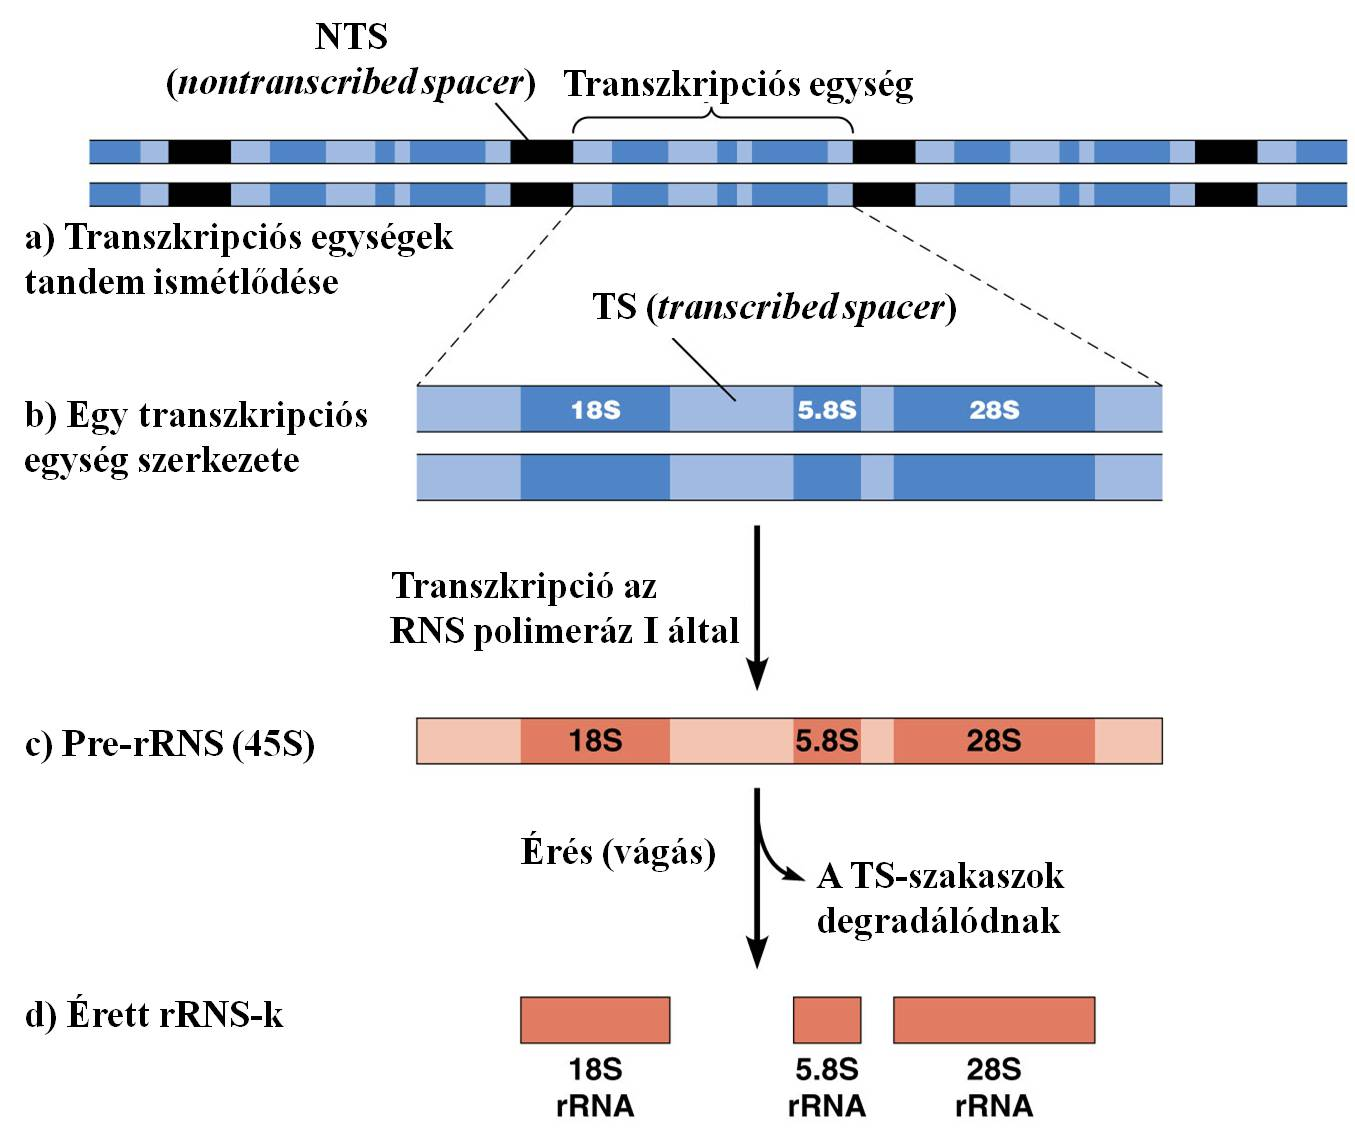 NTS
(nontranscribed spacer)
Transzkripciós egység
a) Transzkripciós egységek
tandem ismétlődése
TS (transcribed spacer)
b) Egy transzkripciós
egység szerkezete
18S
5.8S
28S
Transzkripció az
RNS polimeráz I által
c) Pre-rRNS (45S)
18S
5.8S
28S
Érés (vágás)
A TS-szakaszok
degradálódnak
d) Érett rRNS-k
18S
rRNA
5.8S
rRNA
28S
rRNA